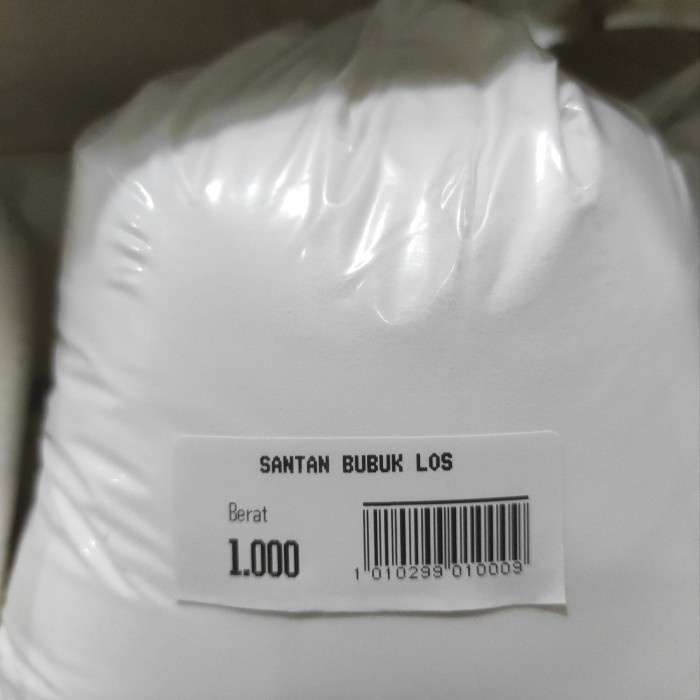 SANTAN BUBUK LOS
Berat
1.000
1 010299 010009